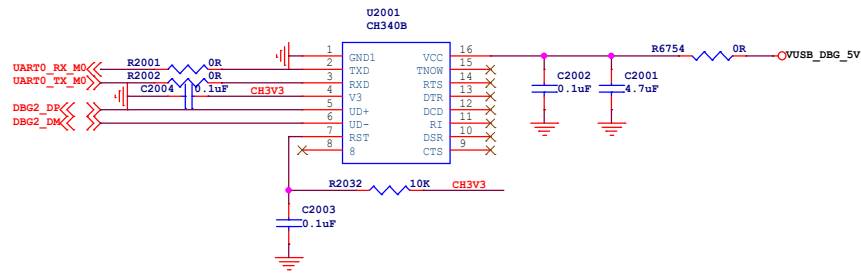 U2001
CH340B
1 GND1 VCC 16
2 TXD TNOW 15
3 RXD RTS 14
4 V3 DTR 13
5 UD+ DCD 12
6 UD- RI 11
7 RST DSR 10
8 8 CTS 9
UART0_RX_M0 R2001 0R
UART0_TX_M0 R2002 0R
C2004 0.1uF CH3V3
DBG2_DP
DBG2_DM
R6754 0R VUSB_DBG_5V
C2002 C2001
0.1uF 4.7uF
R2032 10K CH3V3
C2003
0.1uF